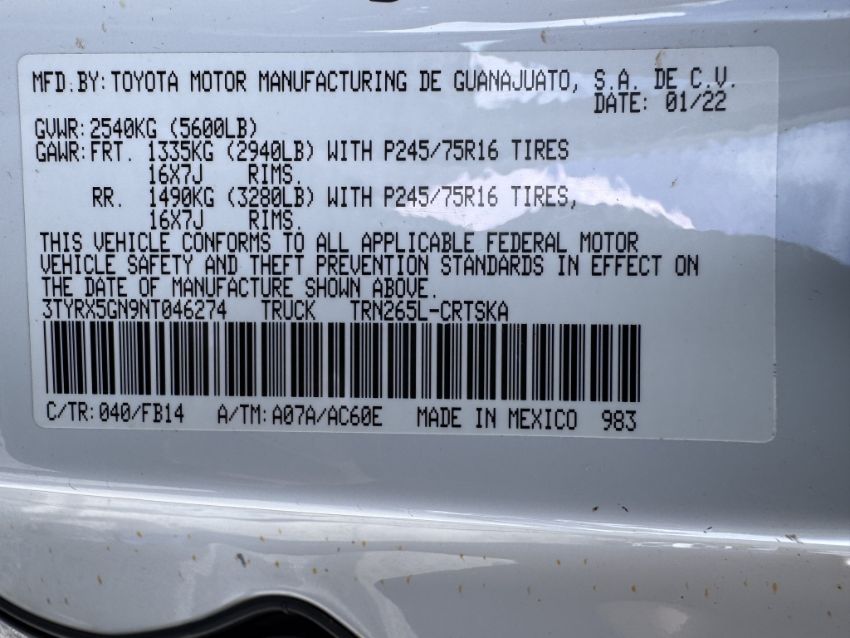 MFD.BY:TOYOTA MOTOR MANUFACTURING DE GUANAJUATO, S.A. DE C.V.
DATE: 01/22
GVWR:2540KG (5600LB)
GAWR:FRT. 1335KG (2940LB) WITH P245/75R16 TIRES
16X7J RIMS.
RR. 1490KG (3280LB) WITH P245/75R16 TIRES,
16X7J RIMS.
THIS VEHICLE CONFORMS TO ALL APPLICABLE FEDERAL MOTOR
VEHICLE SAFETY AND THEFT PREVENTION STANDARDS IN EFFECT ON
THE DATE OF MANUFACTURE SHOWN ABOVE.
3TYRX5GN9NT046274 TRUCK TRN265L-CRTSKA
C/TR:040/FB14 A/TM:A07A/AC60E MADE IN MEXICO 983